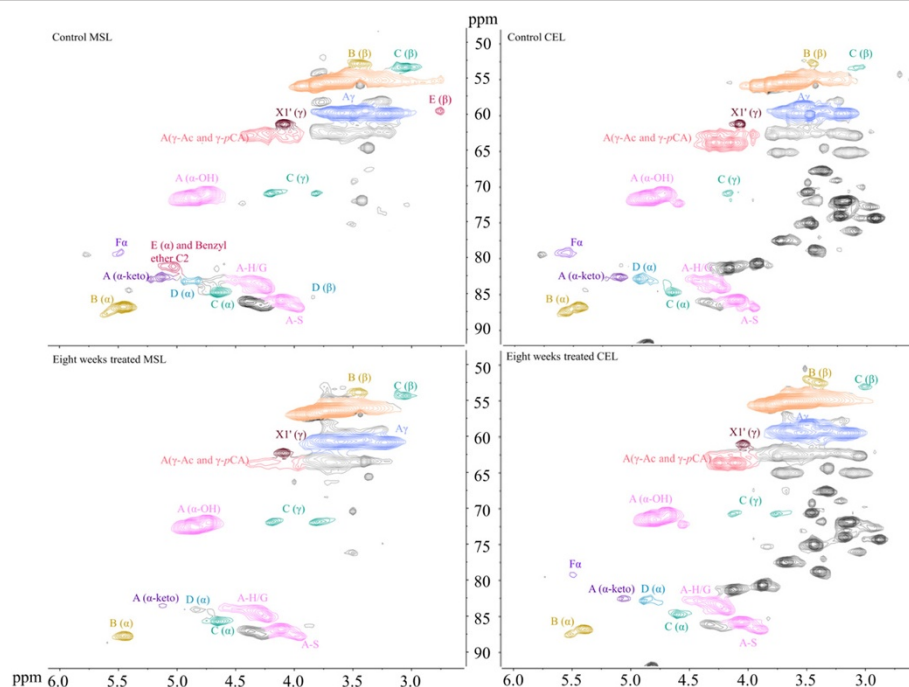 ppm
Control MSL
B (β)
C (β)
Aγ
E (β)
X1' (γ)
A(γ-Ac and γ-pCA)
A (α-OH)
C (γ)
Fα
E (α) and Benzyl
ether C2
A (α-keto)
D (α)
A-H/G
D (β)
B (α)
C (α)
A-S
Control CEL
50
55
60
65
70
75
80
85
90
B (β)
C (β)
Aγ
X1' (γ)
A(γ-Ac and γ-pCA)
A (α-OH)
C (γ)
Fα
A (α-keto)
D (α)
A-H/G
B (α)
C (α)
A-S
Eight weeks treated MSL
B (β)
C (β)
X1' (γ)
Aγ
A(γ-Ac and γ-pCA)
A (α-OH)
C (γ)
A (α-keto)
D (α)
A-H/G
B (α)
C (α)
A-S
Eight weeks treated CEL
50
55
60
65
70
75
80
85
90
B (β)
C (β)
Aγ
X1' (γ)
A(γ-Ac and γ-pCA)
A (α-OH)
C (γ)
Fα
A (α-keto)
D (α)
A-H/G
B (α)
C (α)
A-S
ppm 6.0 5.5 5.0 4.5 4.0 3.5 3.0
6.0 5.5 5.0 4.5 4.0 3.5 3.0